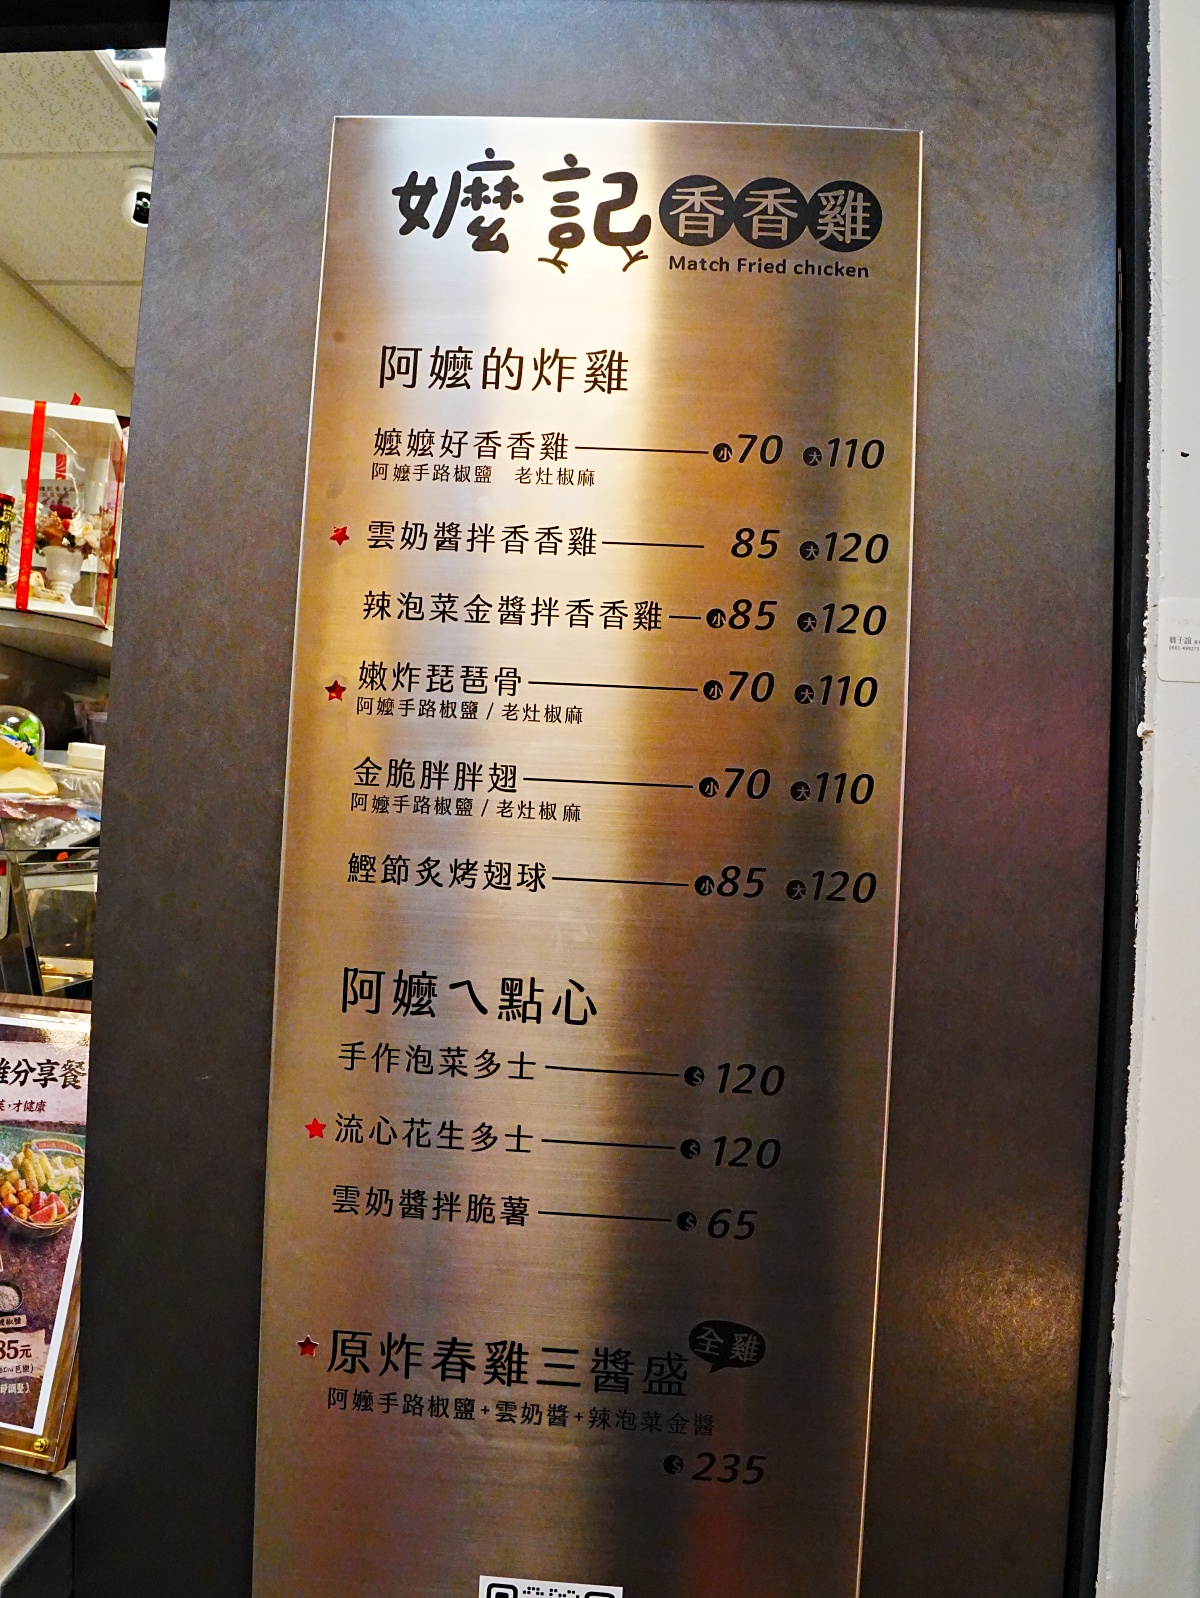 嬤記香香雞
Match Fried chicken
阿嬤的炸雞
嬤嬤好香香雞 小70 大110
阿嬤手路椒鹽 老灶椒麻
雲奶醬拌香香雞 85 大120
辣泡菜金醬拌香香雞 小85 大120
嫩炸琵琶骨 小70 大110
阿嬤手路椒鹽/老灶椒麻
金脆胖胖翅 小70 大110
阿嬤手路椒鹽/老灶椒麻
鰹節炙烤翅球 小85 大120
阿嬤ㄟ點心
手作泡菜多士 $120
流心花生多士 $120
雲奶醬拌脆薯 $65
原炸春雞三醬盛 全雞
阿嬤手路椒鹽+雲奶醬+辣泡菜金醬
$235
分享餐
才健康
35元